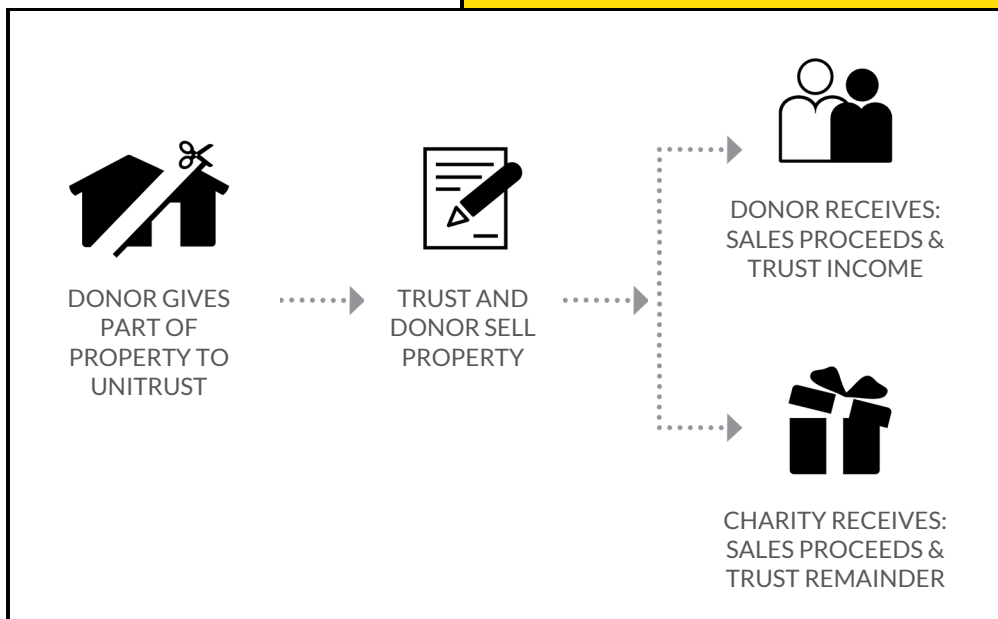 DONOR GIVES
PART OF
PROPERTY TO
UNITRUST
TRUST AND
DONOR SELL
PROPERTY
DONOR RECEIVES:
SALES PROCEEDS &
TRUST INCOME
CHARITY RECEIVES:
SALES PROCEEDS &
TRUST REMAINDER